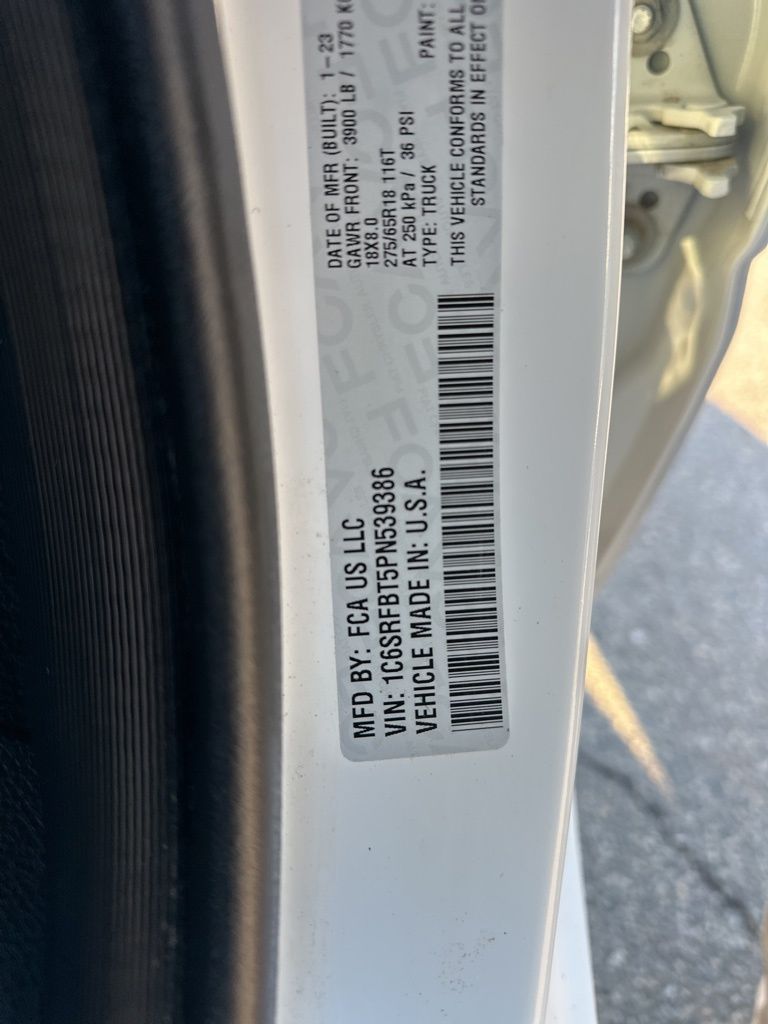 MFD BY: FCA US LLC
VIN: 1C6SRFBT5PN539386
VEHICLE MADE IN: U.S.A.
DATE OF MFR (BUILT): 1-23
GAWR FRONT: 3900 LB / 1770 KG
18X8.0
275/65R18 116T
AT 250 kPa / 36 PSI
TYPE: TRUCK PAINT:
THIS VEHICLE CONFORMS TO ALL
STANDARDS IN EFFECT